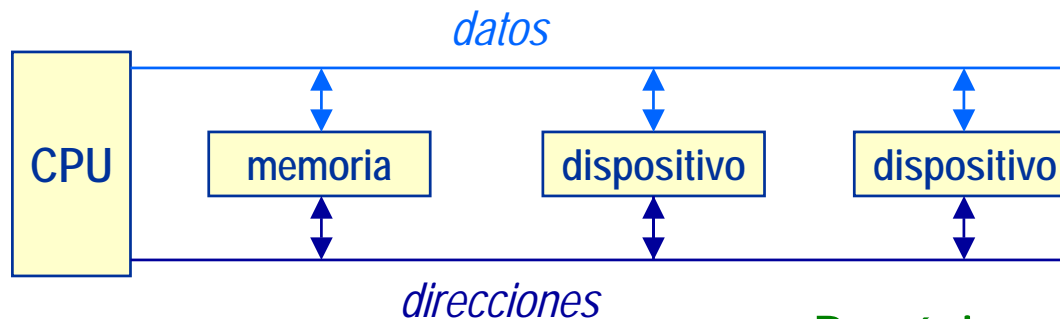 datos
CPU
memoria
dispositivo
dispositivo
direcciones